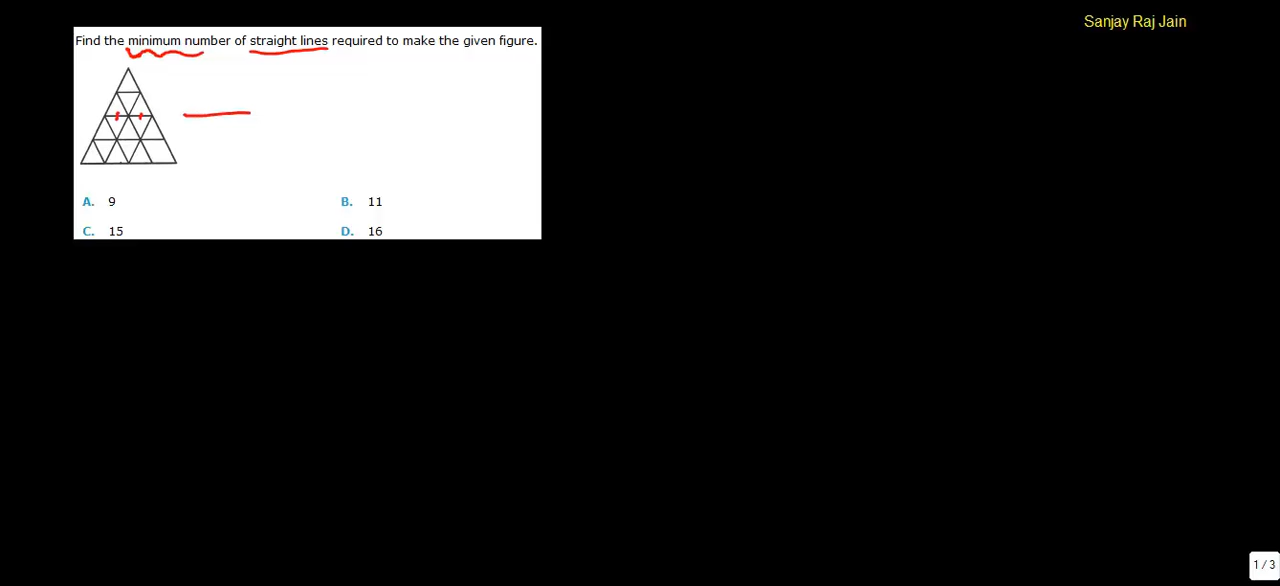 Sanjay Raj Jain
Find the minimum number of straight lines required to make the given figure.
A. 9
B. 11
C. 15
D. 16
1 / 3